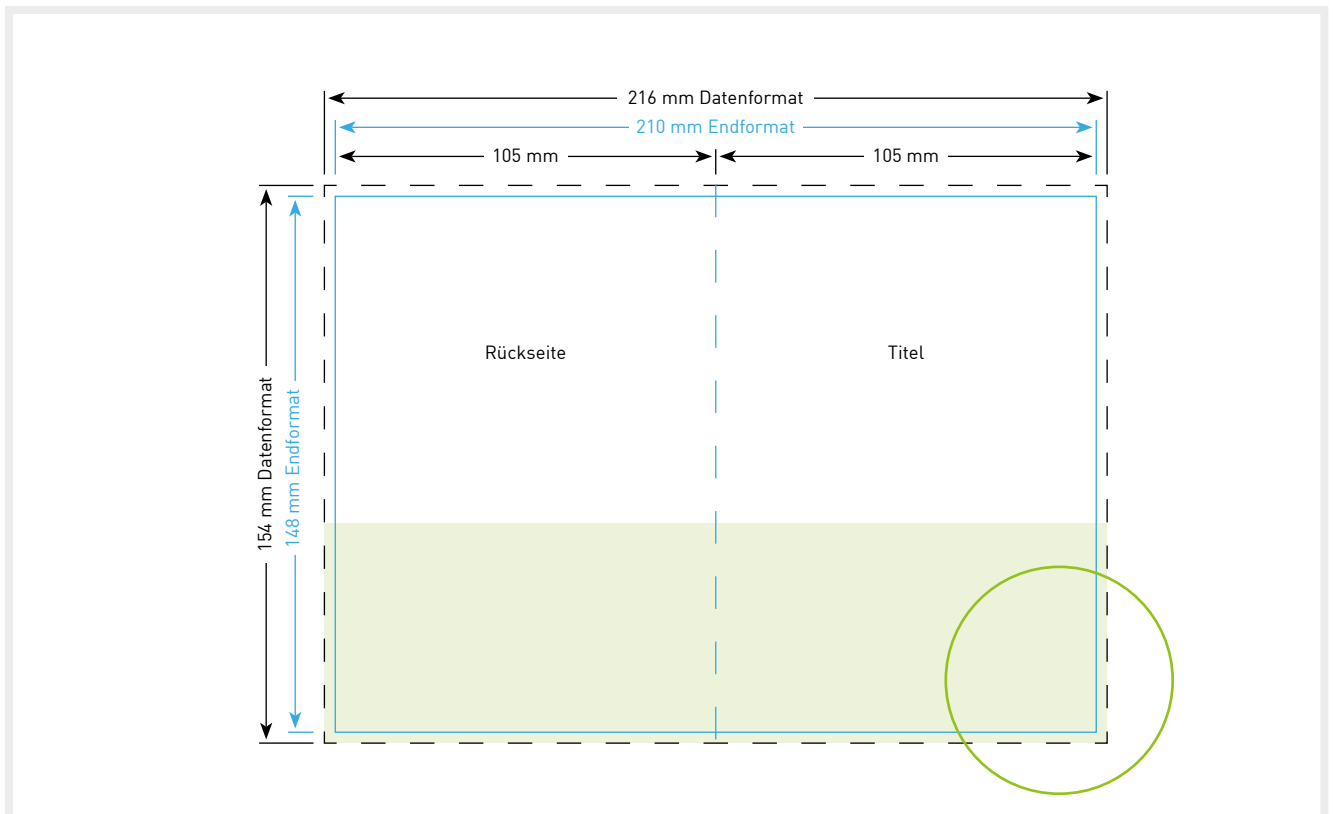 216 mm Datenformat
210 mm Endformat
105 mm
105 mm
154 mm Datenformat
148 mm Endformat
Rückseite
Titel